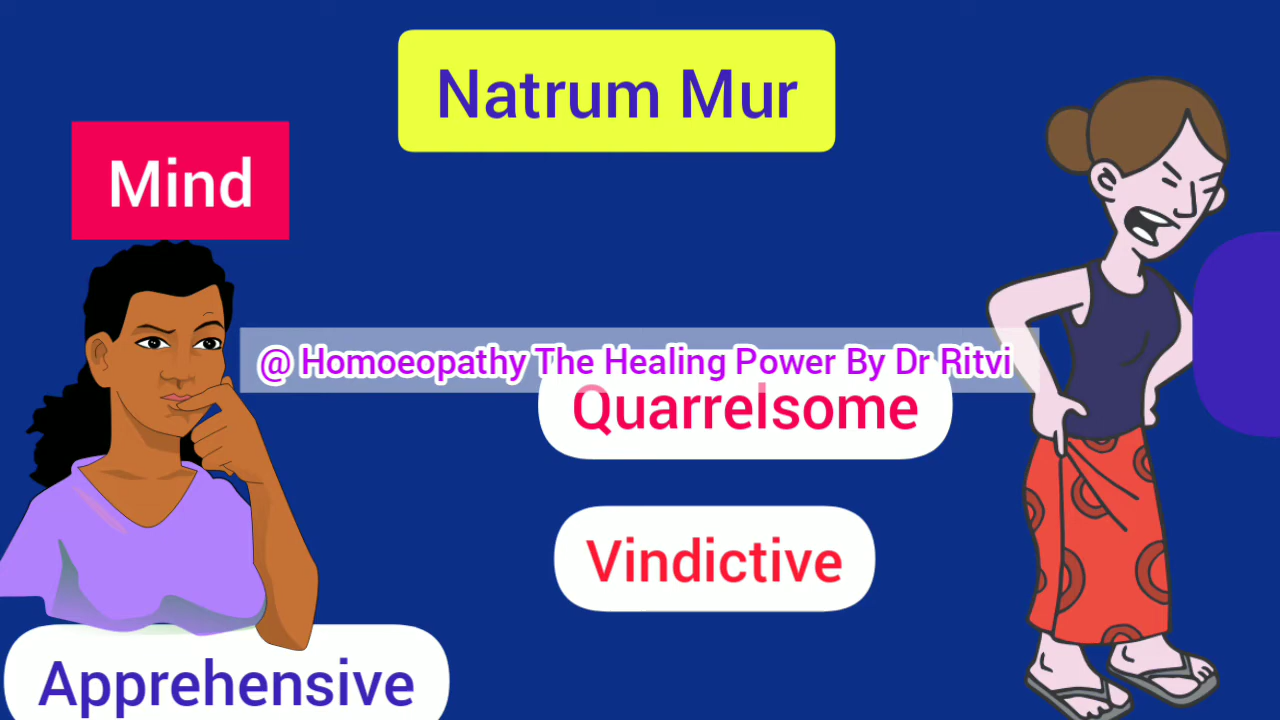 Natrum Mur
Mind
@ Homoeopathy The Healing Power By Dr Ritvi
Quarrelsome
Vindictive
Apprehensive